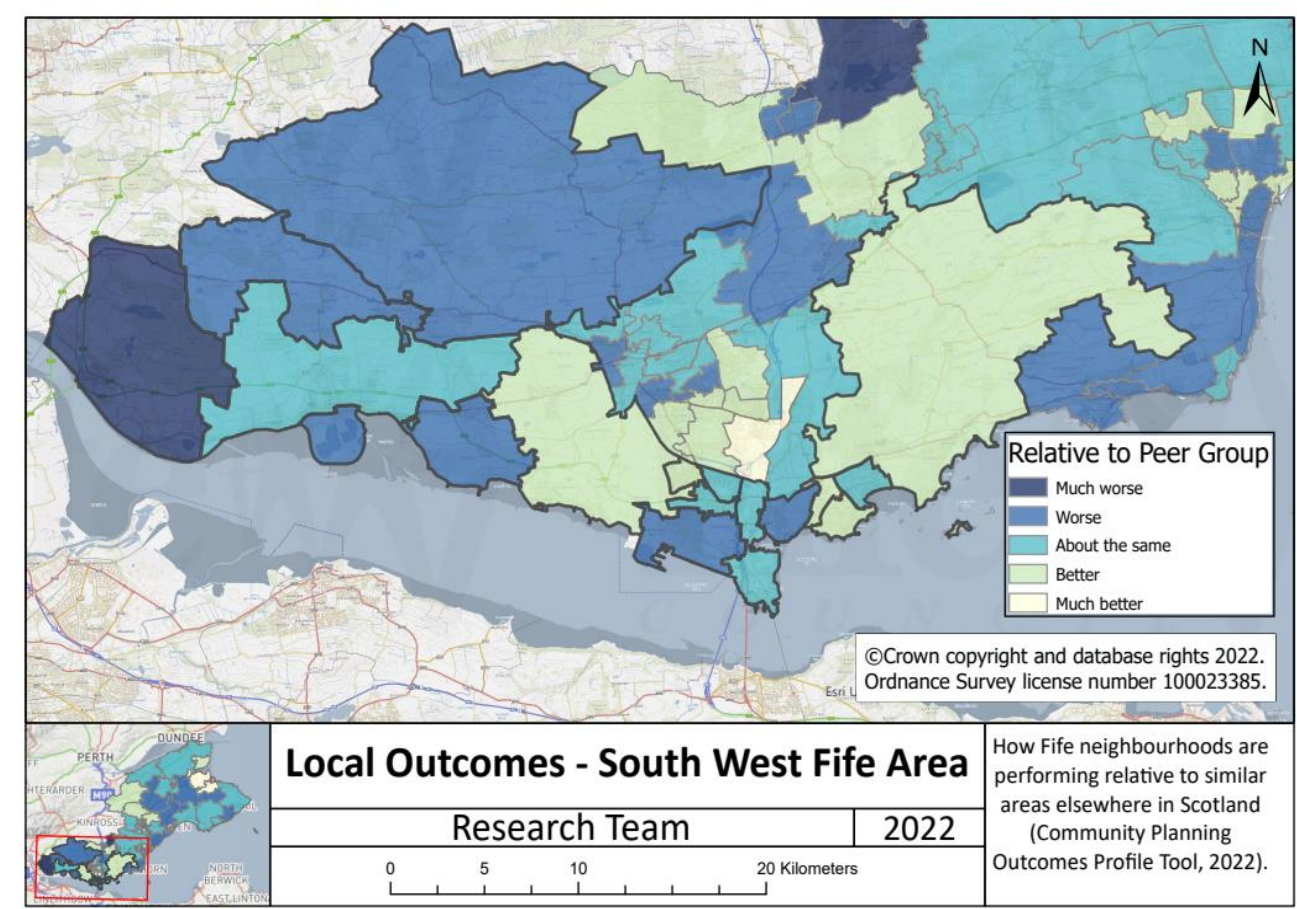 N
Relative to Peer Group
Much worse
Worse
About the same
Better
Much better
©Crown copyright and database rights 2022.
Ordnance Survey license number 100023385.
Esri U
DUNDEE
PERTH
HTERARDER
M90
KINROSS
NORTH
BERWICK
EAST LINTON
Local Outcomes - South West Fife Area
Research Team
2022
0 5 10 20 Kilometers
How Fife neighbourhoods are
performing relative to similar
areas elsewhere in Scotland
(Community Planning
Outcomes Profile Tool, 2022).